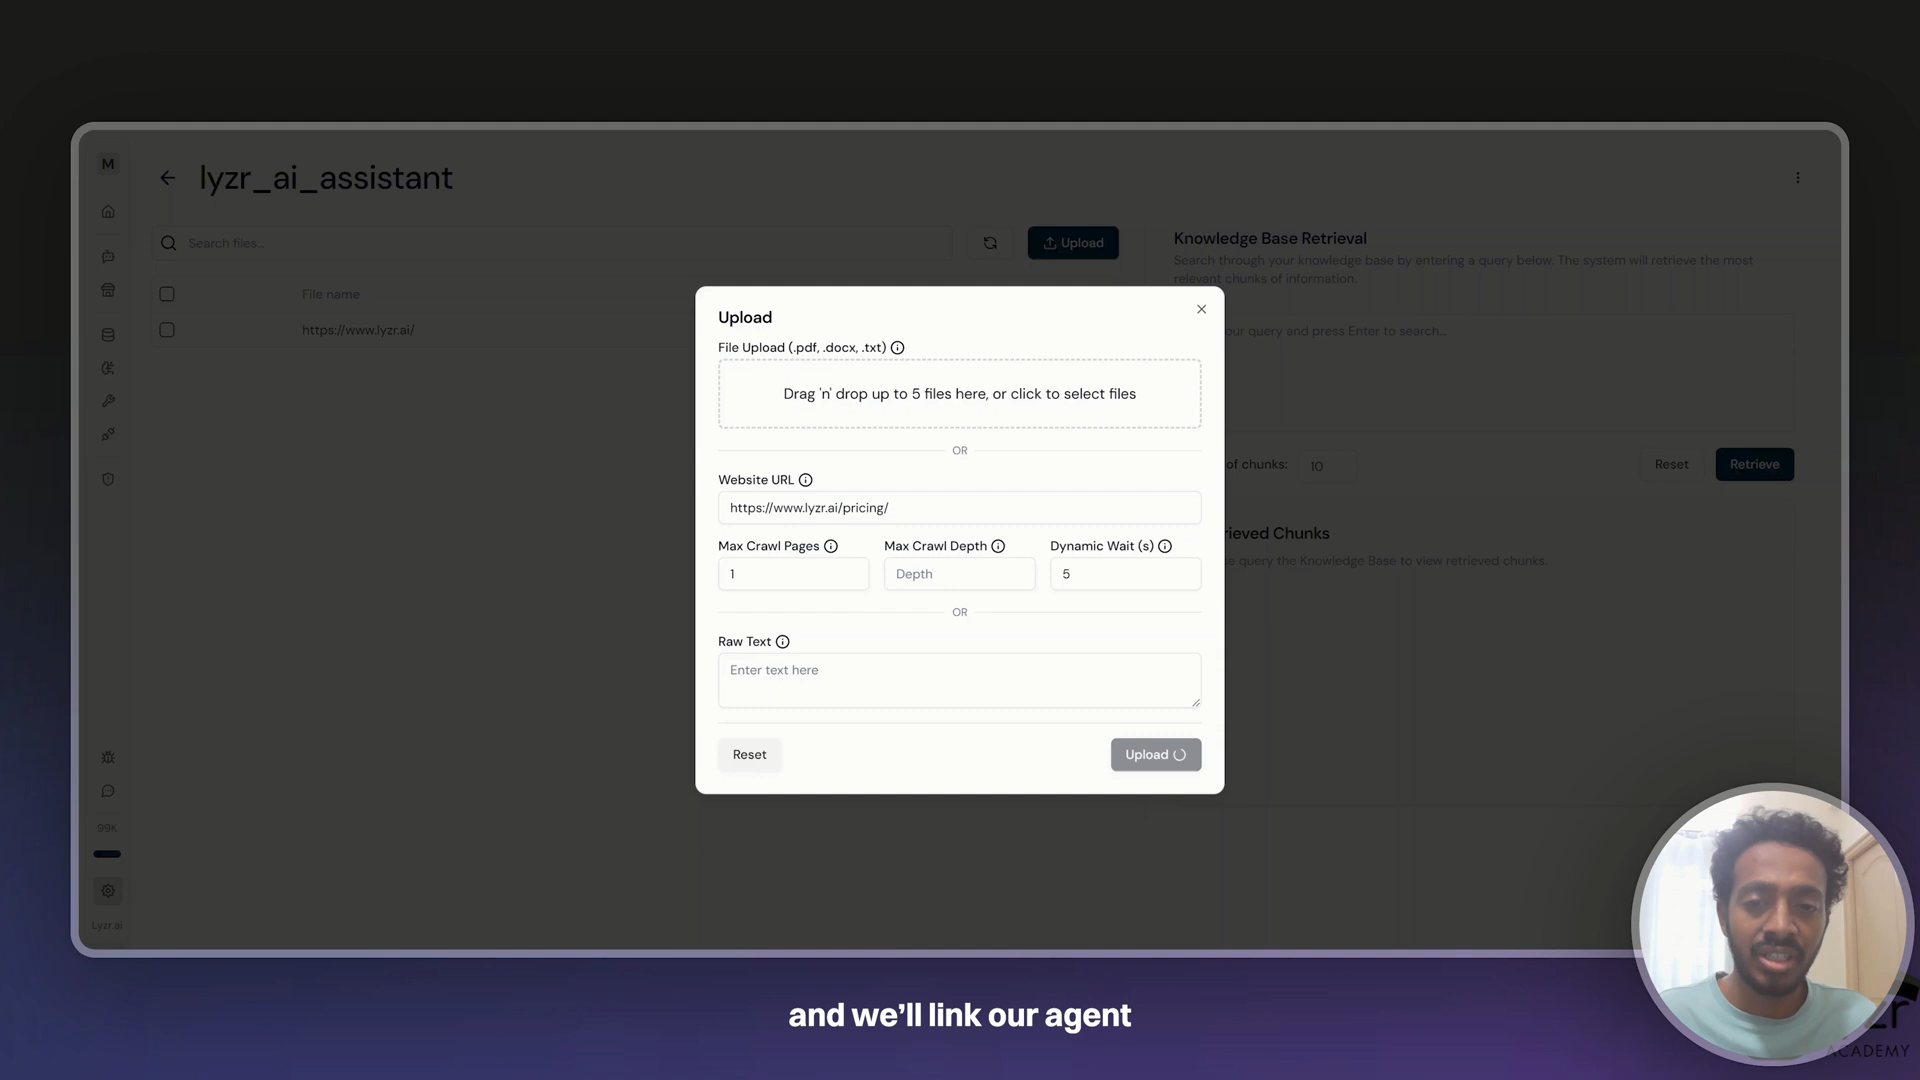 M
lyzr_ai_assistant
Search files...
Upload
File name
https://www.lyzr.ai/
Knowledge Base Retrieval
Search through your knowledge base by entering a query below. The system will retrieve the most
relevant chunks of information.
our query and press Enter to search...
of chunks: 10
Reset
Retrieve
ieved Chunks
e query the Knowledge Base to view retrieved chunks.
Upload
File Upload (.pdf, .docx, .txt)
Drag 'n' drop up to 5 files here, or click to select files
OR
Website URL
https://www.lyzr.ai/pricing/
Max Crawl Pages Max Crawl Depth Dynamic Wait (s)
1 Depth 5
OR
Raw Text
Enter text here
Reset
Upload
99K
Lyzr.ai
and we’ll link our agent
ACADEMY